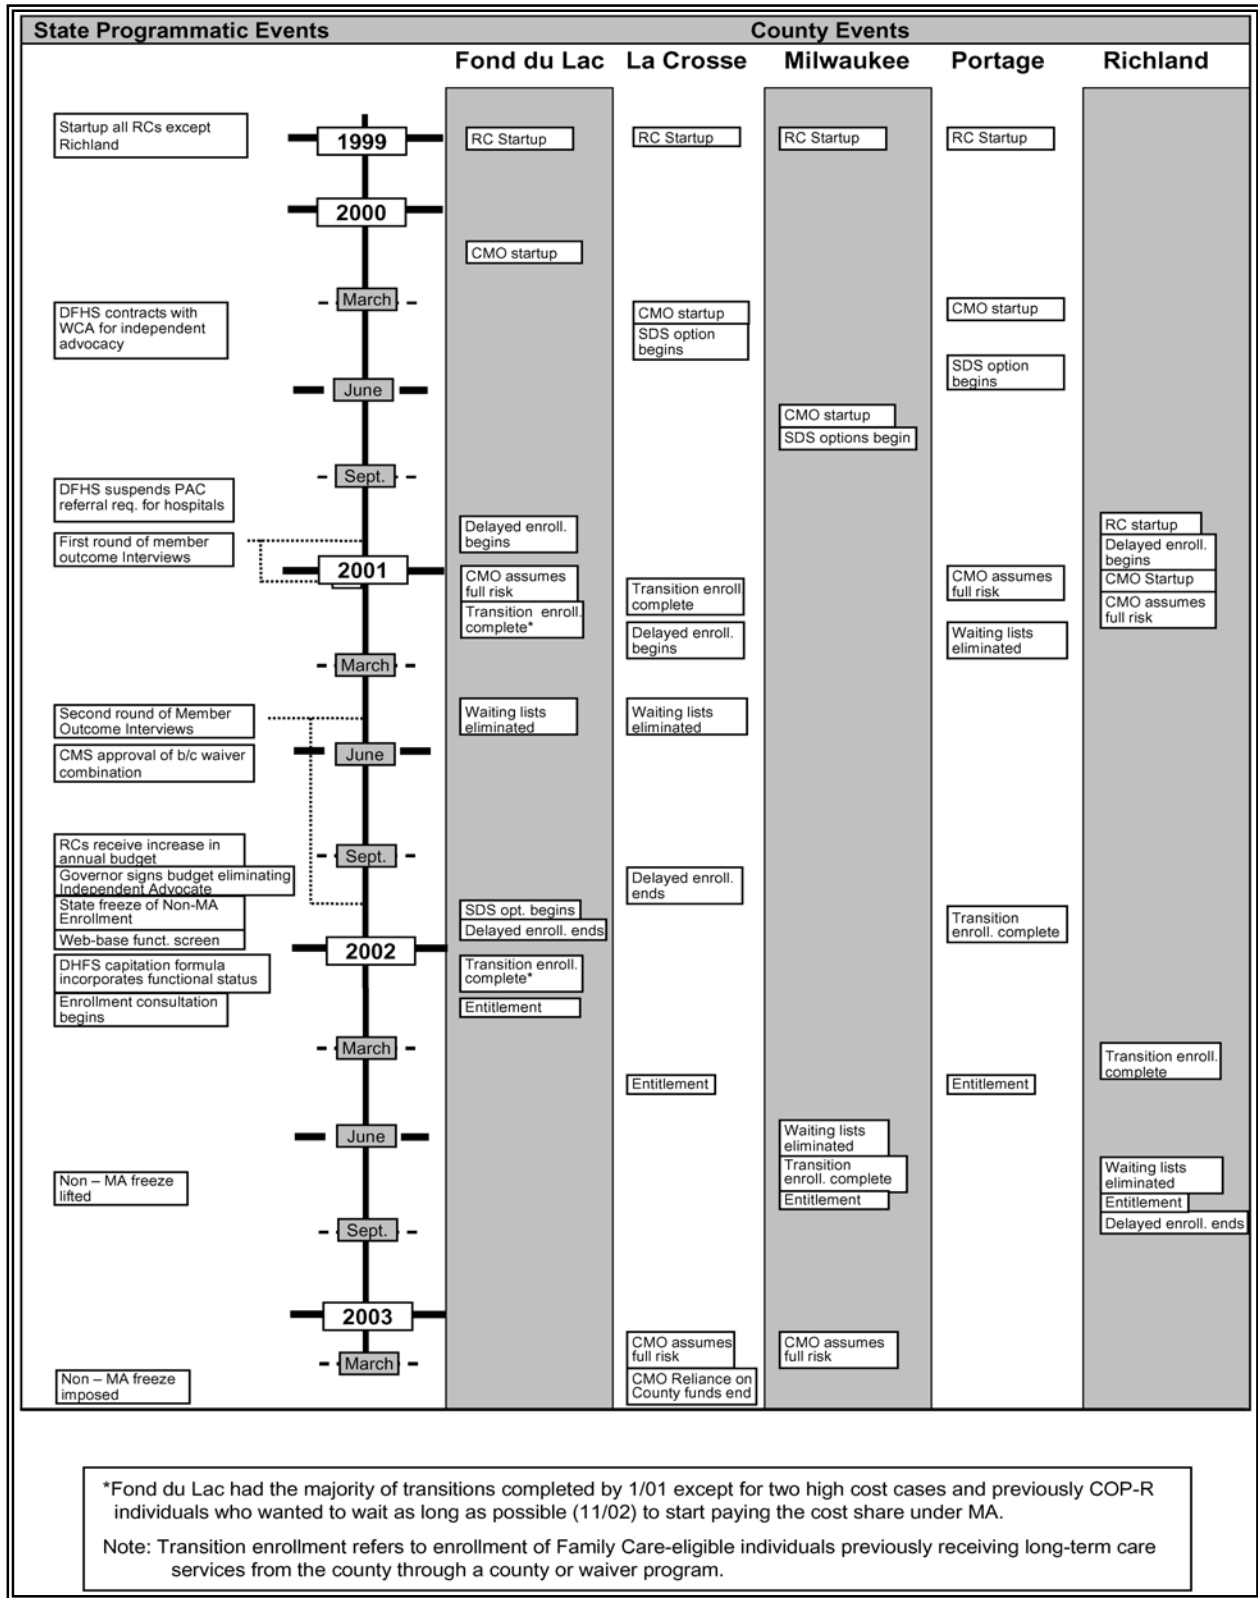 State Programmatic Events
County Events
Fond du Lac
La Crosse
Milwaukee
Portage
Richland
Startup all RCs except
Richland
1999
RC Startup
RC Startup
RC Startup
RC Startup
2000
CMO startup
March
DFHS contracts with
WCA for independent
advocacy
CMO startup
SDS option
begins
CMO startup
SDS option
begins
June
CMO startup
SDS options begin
Sept.
DFHS suspends PAC
referral req. for hospitals
First round of member
outcome Interviews
Delayed enroll.
begins
RC startup
Delayed enroll.
begins
CMO Startup
CMO assumes
full risk
2001
CMO assumes
full risk
Transition enroll.
complete*
Transition enroll.
complete
Delayed enroll.
begins
CMO assumes
full risk
Waiting lists
eliminated
March
Second round of Member
Outcome Interviews
CMS approval of b/c waiver
combination
Waiting lists
eliminated
Waiting lists
eliminated
June
RCs receive increase in
annual budget
Governor signs budget eliminating
Independent Advocate
State freeze of Non-MA
Enrollment
Web-base funct. screen
DHFS capitation formula
incorporates functional status
Enrollment consultation
begins
Sept.
Delayed enroll.
ends
SDS opt. begins
Delayed enroll. ends
Transition
enroll. complete
2002
Transition enroll.
complete*
Entitlement
March
Transition enroll.
complete
Entitlement
Entitlement
June
Waiting lists
eliminated
Transition
enroll. complete
Entitlement
Non – MA freeze
lifted
Waiting lists
eliminated
Entitlement
Delayed enroll. ends
Sept.
2003
CMO assumes
full risk
CMO Reliance on
County funds end
CMO assumes
full risk
March
Non – MA freeze
imposed
*Fond du Lac had the majority of transitions completed by 1/01 except for two high cost cases and previously COP-R
individuals who wanted to wait as long as possible (11/02) to start paying the cost share under MA.
Note: Transition enrollment refers to enrollment of Family Care-eligible individuals previously receiving long-term care
services from the county through a county or waiver program.